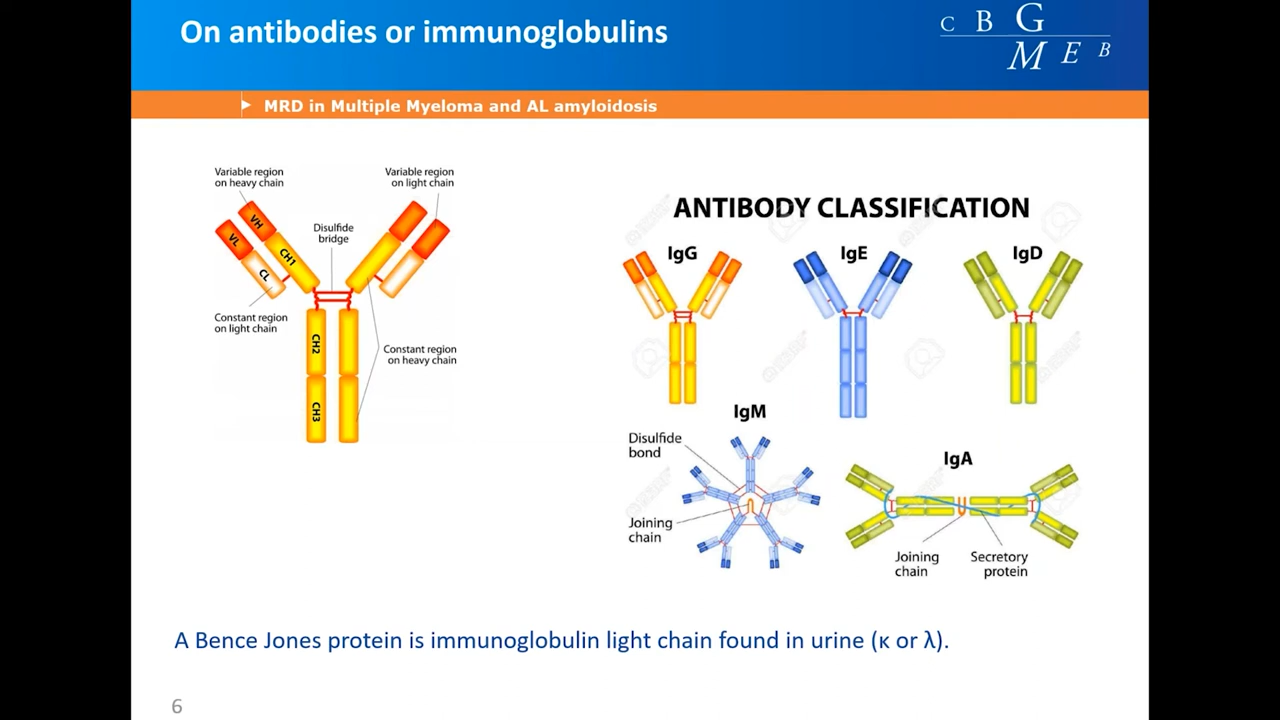 On antibodies or immunoglobulins
C B G
M E B
MRD in Multiple Myeloma and AL amyloidosis
Variable region
on heavy chain
Variable region
on light chain
Disulfide
bridge
VH
VL
CH1
CL
Constant region
on light chain
CH2
Constant region
on heavy chain
CH3
ANTIBODY CLASSIFICATION
IgG
IgE
IgD
IgM
Disulfide
bond
Joining
chain
IgA
Joining
chain
Secretory
protein
A Bence Jones protein is immunoglobulin light chain found in urine (κ or λ).
6